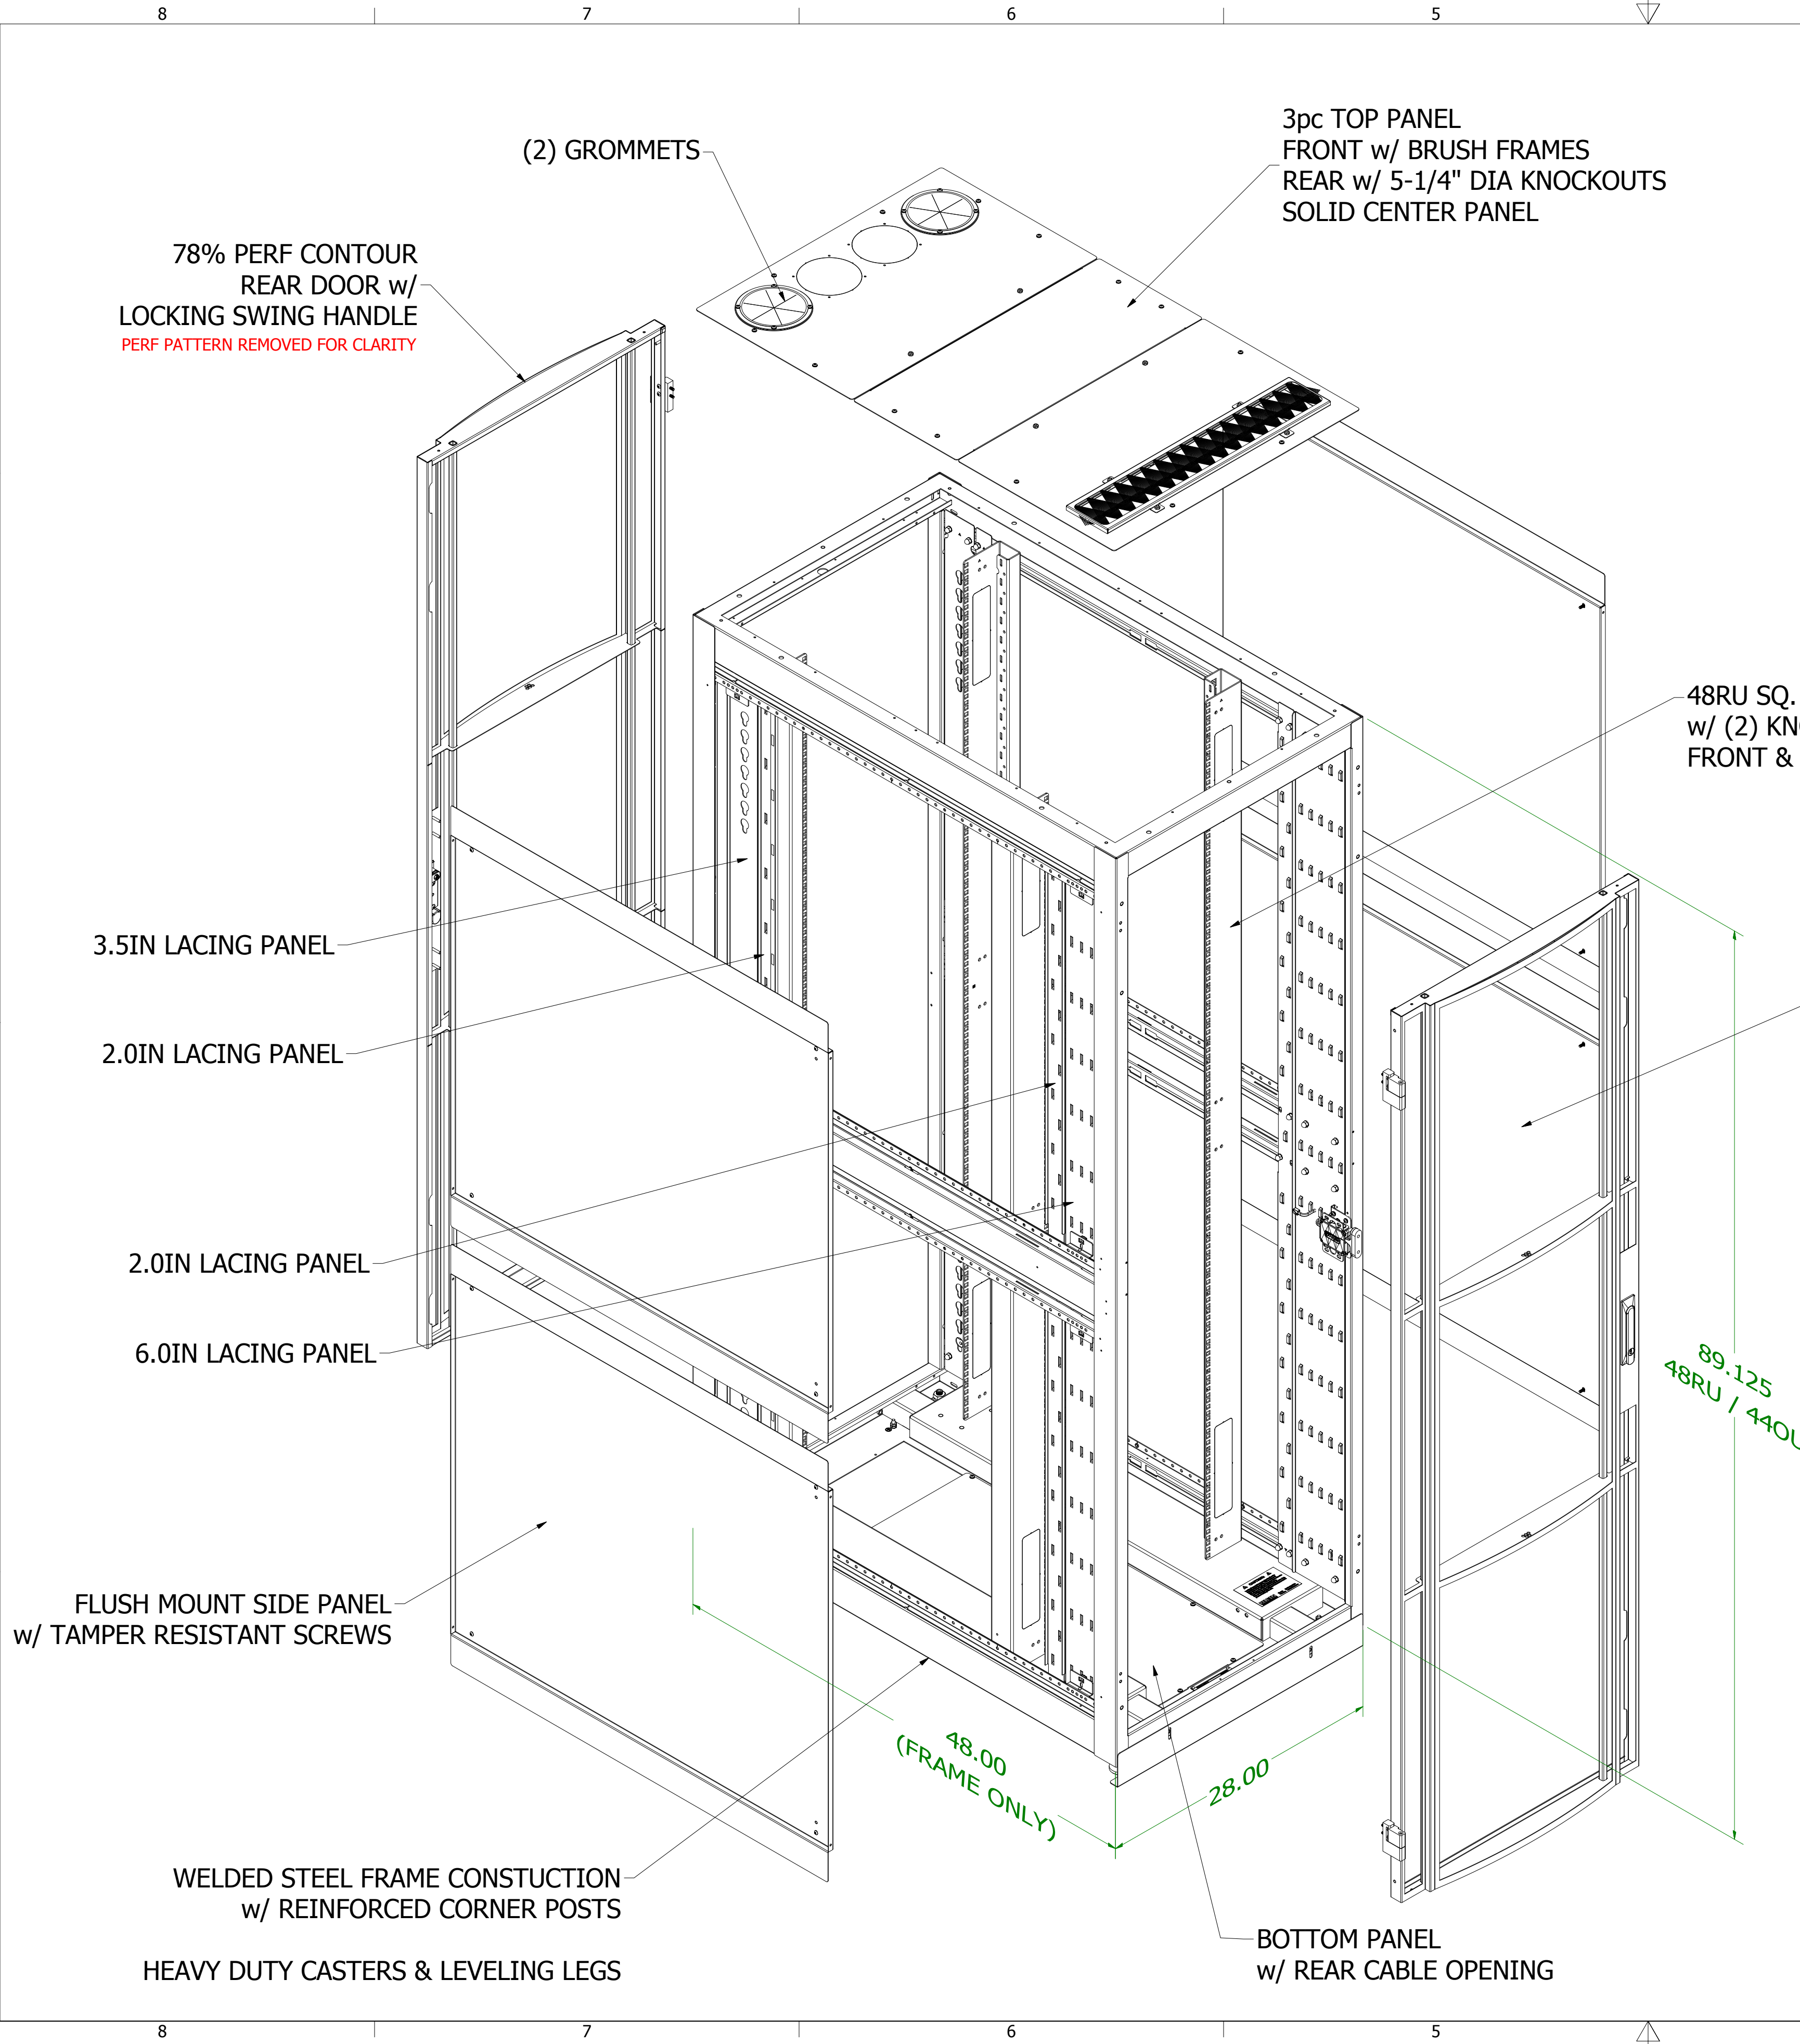 8 7 6 5
3pc TOP PANEL
FRONT w/ BRUSH FRAMES
REAR w/ 5-1/4" DIA KNOCKOUTS
SOLID CENTER PANEL
(2) GROMMETS
78% PERF CONTOUR
REAR DOOR w/
LOCKING SWING HANDLE
PERF PATTERN REMOVED FOR CLARITY
48RU SQ.
w/ (2)
FRONT &
3.5IN LACING PANEL
2.0IN LACING PANEL
2.0IN LACING PANEL
6.0IN LACING PANEL
89.125
48RU / 44OU
FLUSH MOUNT SIDE PANEL
w/ TAMPER RESISTANT SCREWS
48.00
(FRAME ONLY)
28.00
WELDED STEEL FRAME CONSTUCTION
w/ REINFORCED CORNER POSTS
HEAVY DUTY CASTERS & LEVELING LEGS
BOTTOM PANEL
w/ REAR CABLE OPENING
8 7 6 5